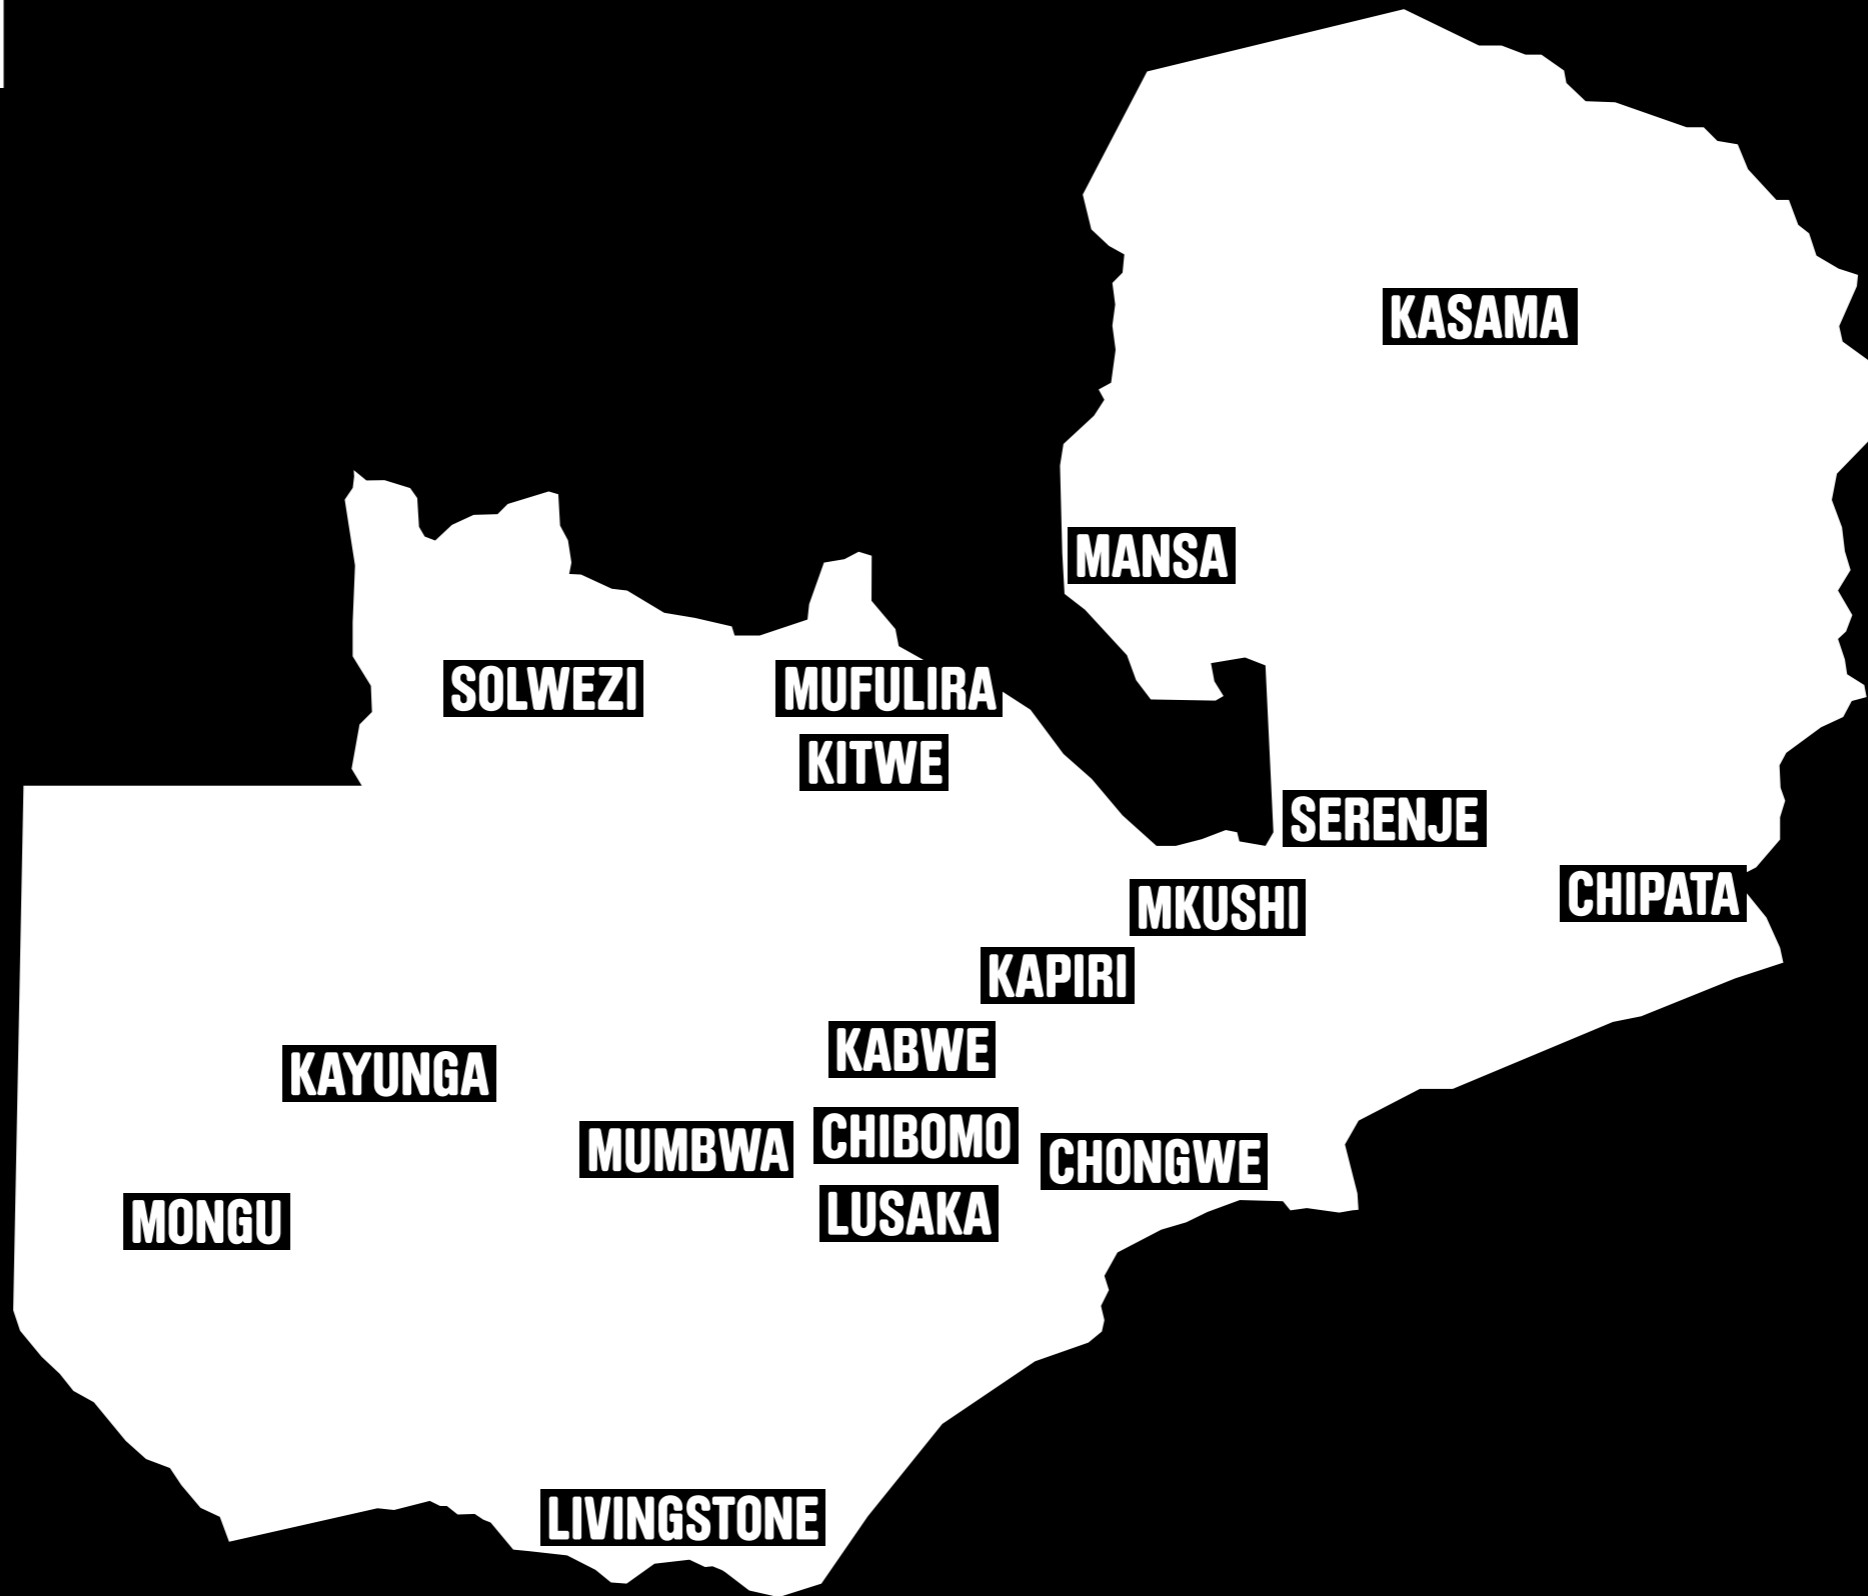 KASAMA
MANSA
SOLWEZI
MUFULIRA
KITWE
SERENJE
CHIPATA
MKUSHI
KAPIRI
KABWE
KAYUNGA
CHIBOMO
MUMBWA
CHONGWE
LUSAKA
MONGU
LIVINGSTONE